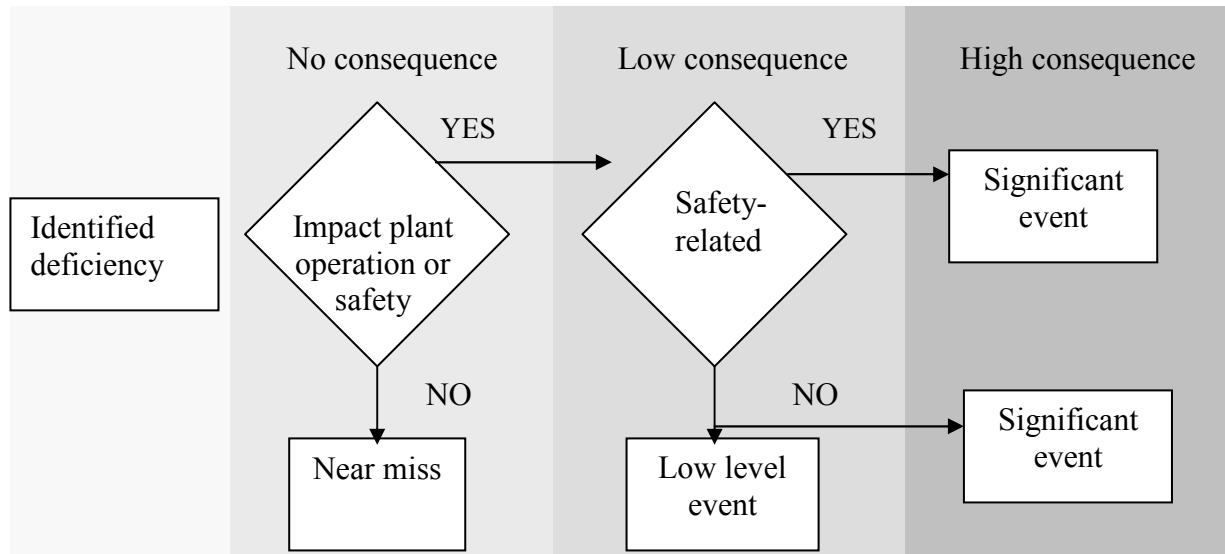 No consequence
Low consequence
High consequence
YES
YES
Identified
deficiency
Impact plant
operation or
safety
Safety-
related
Significant
event
NO
NO
Near miss
Low level
event
Significant
event